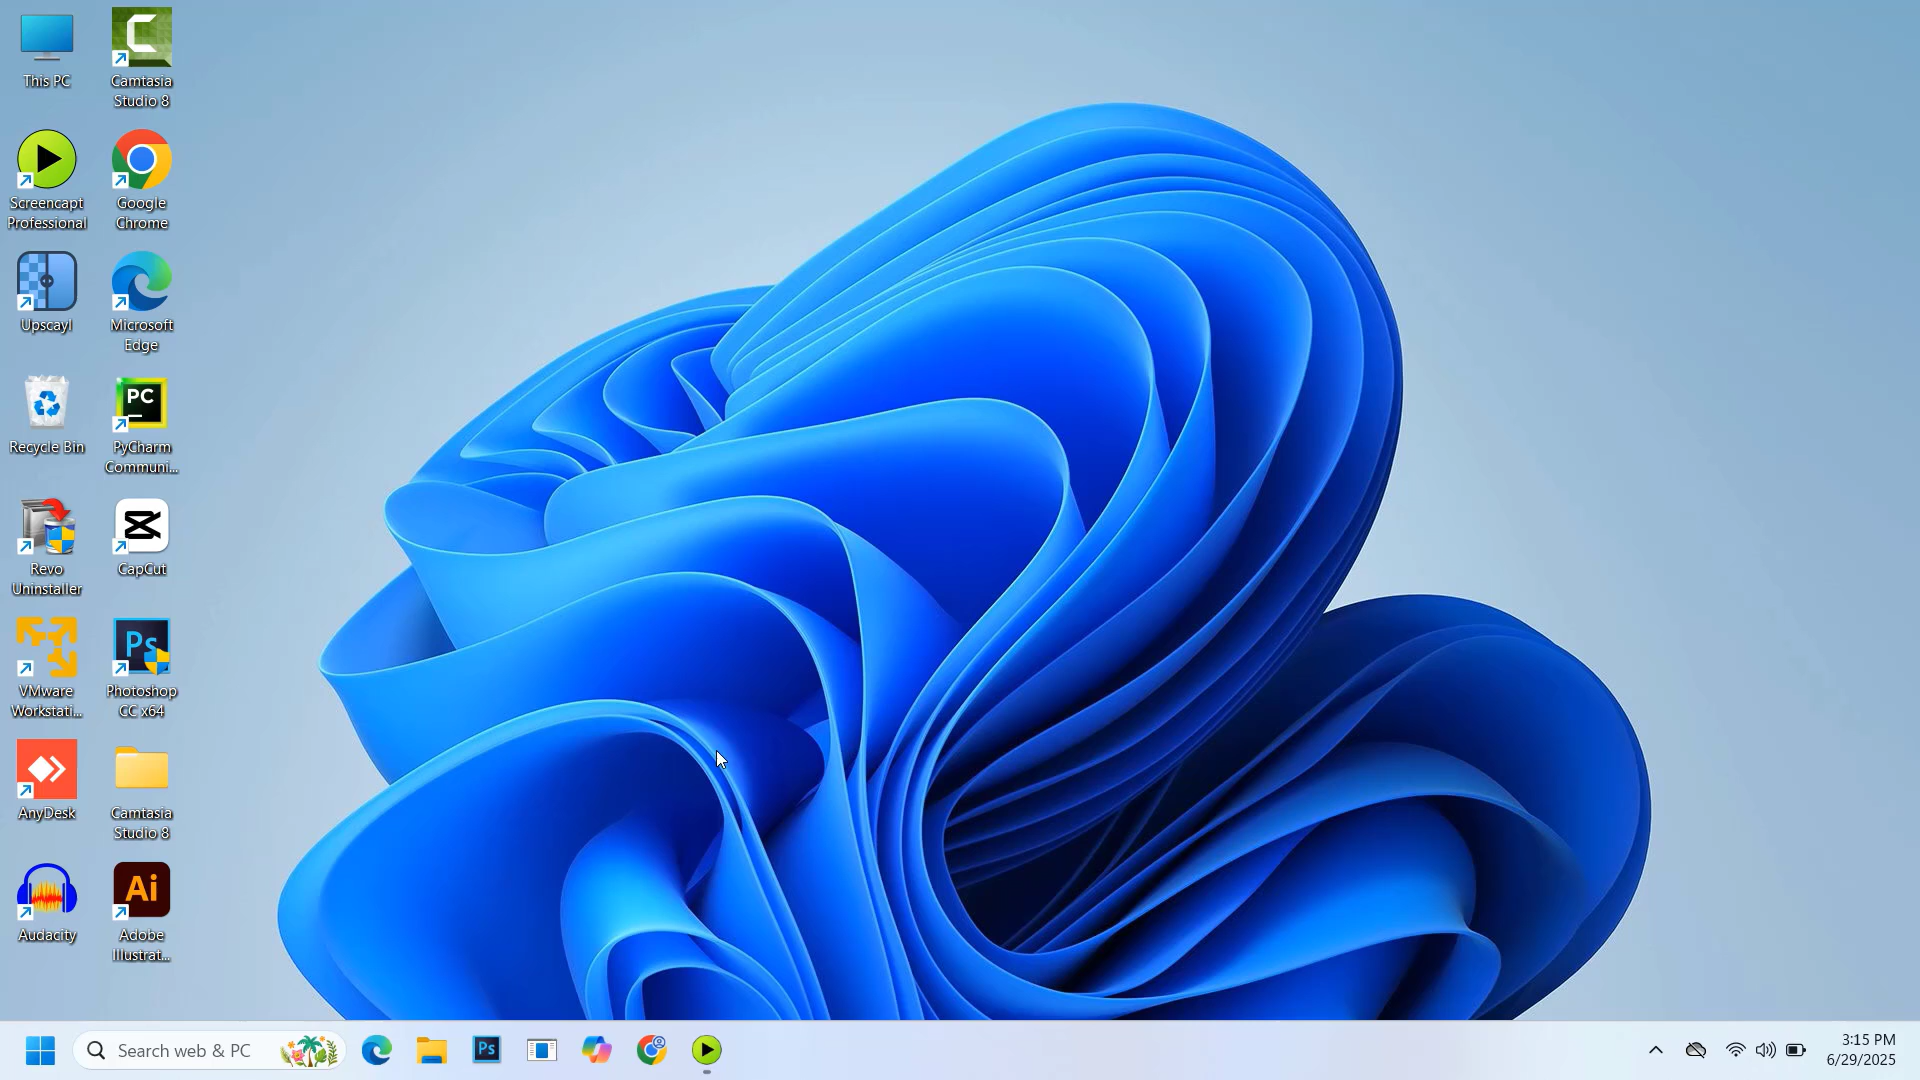 This PC
Camtasia
Studio 8
Screencapt
Professional
Google
Chrome
Upscayl
Microsoft
Edge
Recycle Bin
PC
PyCharm
Communi...
Revo
Uninstaller
CapCut
VMware
Workstati...
Ps
Photoshop
CC x64
AnyDesk
Camtasia
Studio 8
Audacity
Ai
Adobe
Illustrat...
Search web & PC
Ps
3:15 PM
6/29/2025